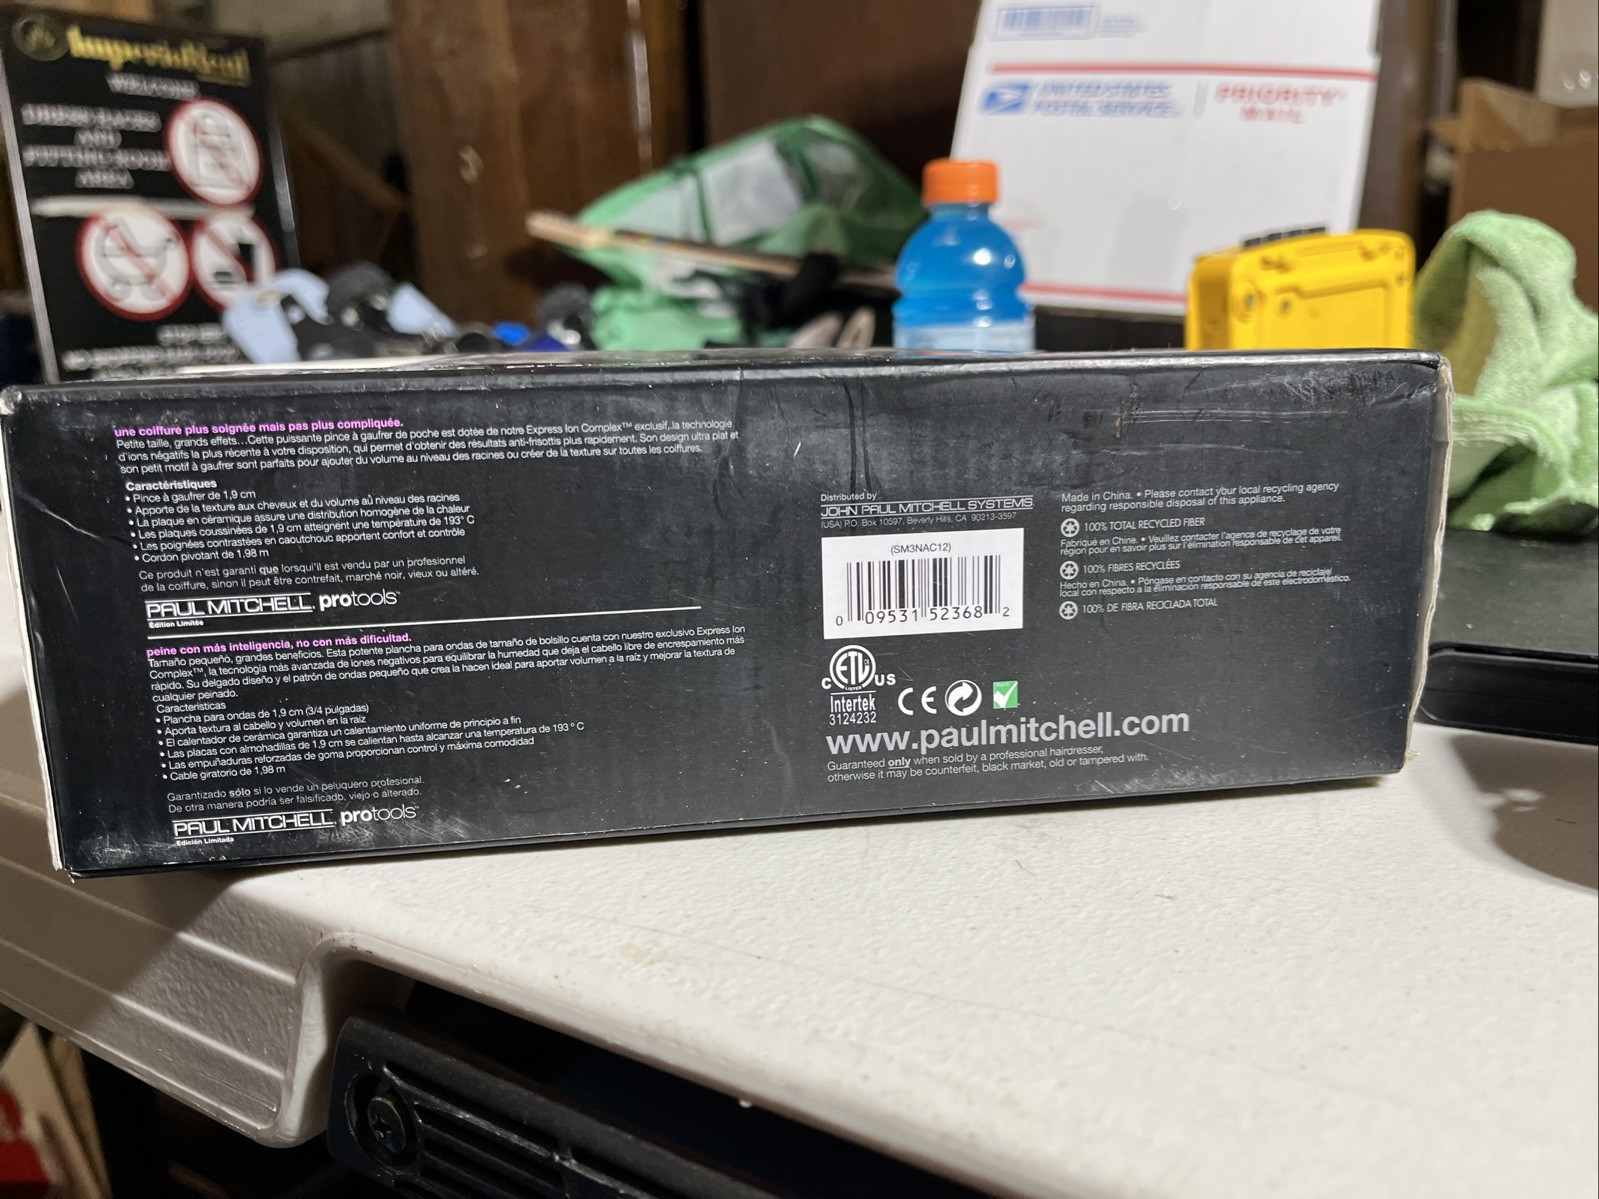 WELCOME
AND
AREA
UNITED STATES
POSTAL SERVICE
PRIORITY
MAIL
une coiffure plus soignée mais pas plus compliquée.
Petite taille, grands effets...Cette puissante pince à gaufrer de poche est dotée de notre Express Ion Complex™ exclusif, la technologie
d'ions négatifs la plus récente à votre disposition, qui permet d'obtenir des résultats anti-frisottis plus rapidement. Son design ultra plat et
son petit motif à gaufrer sont parfaits pour ajouter du volume au niveau des racines ou créer de la texture sur toutes les coiffures.
Caractéristiques
• Pince à gaufrer de 1,9 cm
• Apporte de la texture aux cheveux et du volume au niveau des racines
• La plaque en céramique assure une distribution homogène de la chaleur
• Les plaques coussinées de 1,9 cm atteignent une température de 193° C
• Les poignées contrastées en caoutchouc apportent confort et contrôle
• Cordon pivotant de 1,98 m
Ce produit n'est garanti que lorsqu'il est vendu par un profesionnel
de la coiffure, sinon il peut être contrefait, marché noir, vieux ou altéré.
PAUL MITCHELL. protools™
Édition Limitée
peine con más inteligencia, no con más dificultad.
Tamaño pequeño, grandes beneficios. Esta potente plancha para ondas de tamaño de bolsillo cuenta con nuestro exclusivo Express Ion
Complex™, la tecnología más avanzada de iones negativos para equilibrar la humedad que deja el cabello libre de encrespamiento más
rápido. Su delgado diseño y el patrón de ondas pequeño que crea la hacen ideal para aportar volumen a la raíz y mejorar la textura de
cualquier peinado.
Características
• Plancha para ondas de 1,9 cm (3/4 pulgadas)
• Aporta textura al cabello y volumen en la raíz
• El calentador de cerámica garantiza un calentamiento uniforme de principio a fin
• Las placas con almohadillas de 1,9 cm se calientan hasta alcanzar una temperatura de 193° C
• Las empuñaduras reforzadas de goma proporcionan control y máxima comodidad
• Cable giratorio de 1,98 m
Garantizado sólo si lo vende un peluquero profesional.
De otra manera podría ser falsificado, viejo o alterado.
PAUL MITCHELL. protools™
Edición Limitada
Distributed by
JOHN PAUL MITCHELL SYSTEMS
(USA) P.O. Box 10597, Beverly Hills, CA 90213-3597
(SM3NAC12)
0 09531 52368 2
C ETL US
LISTED
Intertek
3124232
CE
www.paulmitchell.com
Guaranteed only when sold by a professional hairdresser,
otherwise it may be counterfeit, black market, old or tampered with.
Made in China. • Please contact your local recycling agency
regarding responsible disposal of this appliance.
100% TOTAL RECYCLED FIBER
Fabriqué en Chine. • Veuillez contacter l'agence de recyclage de votre
région pour en savoir plus sur l'élimination responsable de cet appareil.
100% FIBRES RECYCLÉES
Hecho en China. • Póngase en contacto con su agencia de reciclaje
local con respecto a la eliminación responsable de este electrodoméstico.
100% DE FIBRA RECICLADA TOTAL